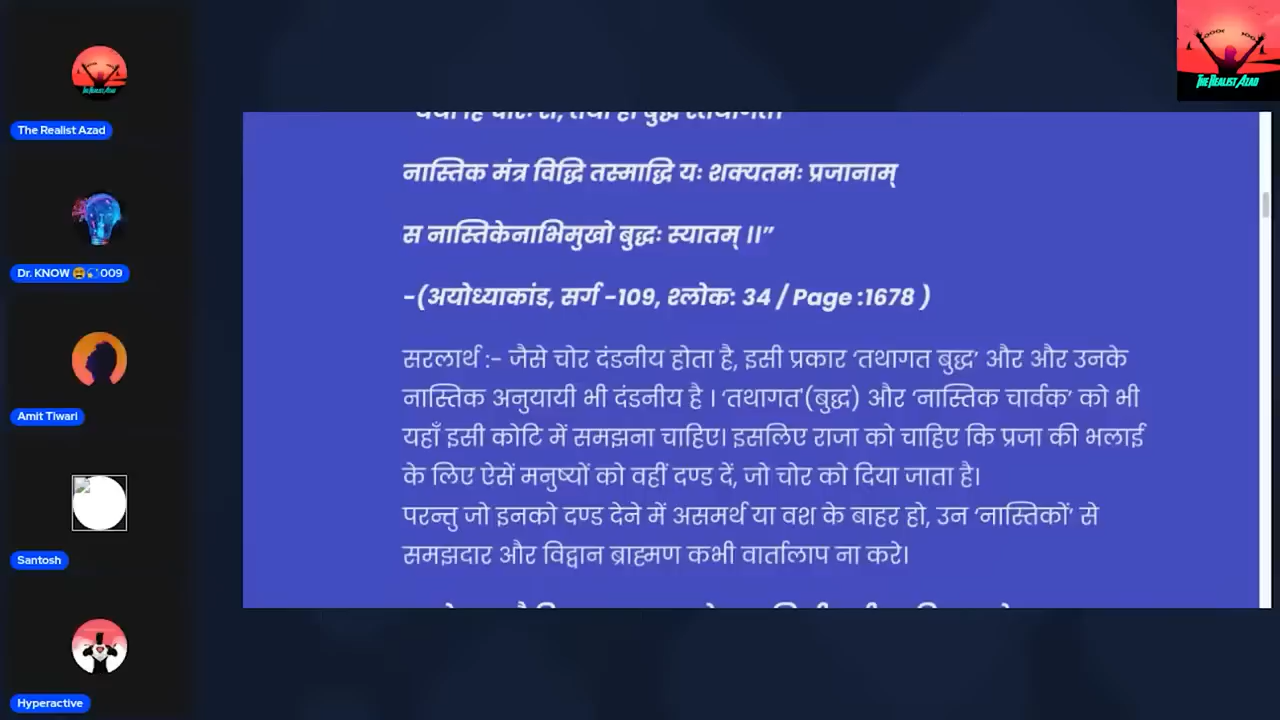 The Realist Azad
THE REALIST AZAD
Dr. KNOW 😫💫009
Amit Tiwari
Santosh
Hyperactive
नास्तिक मंत्र विद्धि तस्माद्धि यः शक्यतमः प्रजानाम्
स नास्तिकेनाभिमुखो बुद्धः स्यातम् ।।”
-(अयोध्याकांड, सर्ग -109, श्लोक: 34 / Page :1678 )
सरलार्थ :- जैसे चोर दंडनीय होता है, इसी प्रकार ‘तथागत बुद्ध’ और और उनके
नास्तिक अनुयायी भी दंडनीय है । ‘तथागत'(बुद्ध) और ‘नास्तिक चार्वक’ को भी
यहाँ इसी कोटि में समझना चाहिए। इसलिए राजा को चाहिए कि प्रजा की भलाई
के लिए ऐसें मनुष्यों को वहीं दण्ड दें, जो चोर को दिया जाता है।
परन्तु जो इनको दण्ड देने में असमर्थ या वश के बाहर हो, उन ‘नास्तिकों’ से
समझदार और विद्वान ब्राह्मण कभी वार्तालाप ना करे।